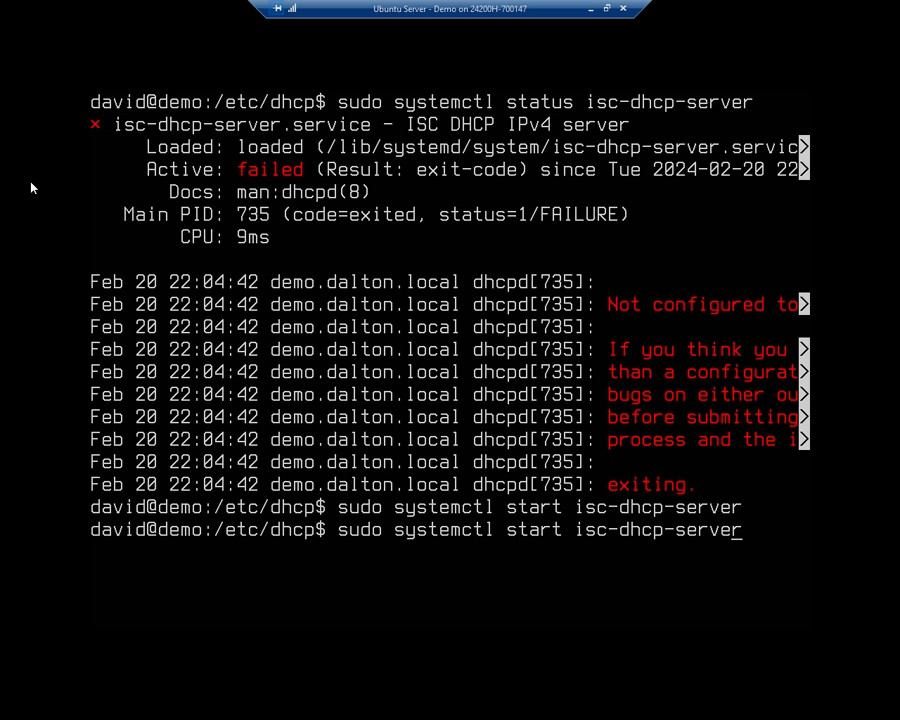 Ubuntu Server - Demo on 24200H-700147
david@demo:/etc/dhcp$ sudo systemctl status isc-dhcp-server
× isc-dhcp-server.service - ISC DHCP IPv4 server
Loaded: loaded (/lib/systemd/system/isc-dhcp-server.servic>
Active: failed (Result: exit-code) since Tue 2024-02-20 22>
Docs: man:dhcpd(8)
Main PID: 735 (code=exited, status=1/FAILURE)
CPU: 9ms
Feb 20 22:04:42 demo.dalton.local dhcpd[735]:
Feb 20 22:04:42 demo.dalton.local dhcpd[735]: Not configured to>
Feb 20 22:04:42 demo.dalton.local dhcpd[735]:
Feb 20 22:04:42 demo.dalton.local dhcpd[735]: If you think you >
Feb 20 22:04:42 demo.dalton.local dhcpd[735]: than a configurat>
Feb 20 22:04:42 demo.dalton.local dhcpd[735]: bugs on either ou>
Feb 20 22:04:42 demo.dalton.local dhcpd[735]: before submitting>
Feb 20 22:04:42 demo.dalton.local dhcpd[735]: process and the i>
Feb 20 22:04:42 demo.dalton.local dhcpd[735]:
Feb 20 22:04:42 demo.dalton.local dhcpd[735]: exiting.
david@demo:/etc/dhcp$ sudo systemctl start isc-dhcp-server
david@demo:/etc/dhcp$ sudo systemctl start isc-dhcp-server